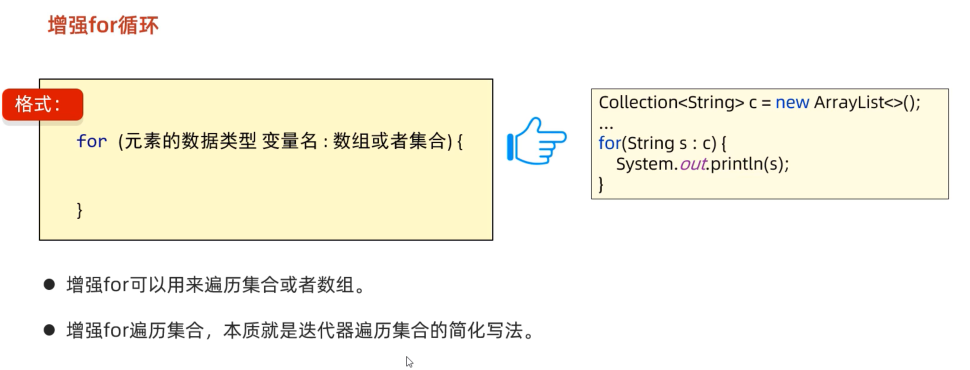 增强for循环
格式：
for (元素的数据类型 变量名 : 数组或者集合) {
}
Collection<String> c = new ArrayList<>();
...
for(String s : c) {
System.out.println(s);
}
● 增强for可以用来遍历集合或者数组。
● 增强for遍历集合，本质就是迭代器遍历集合的简化写法。